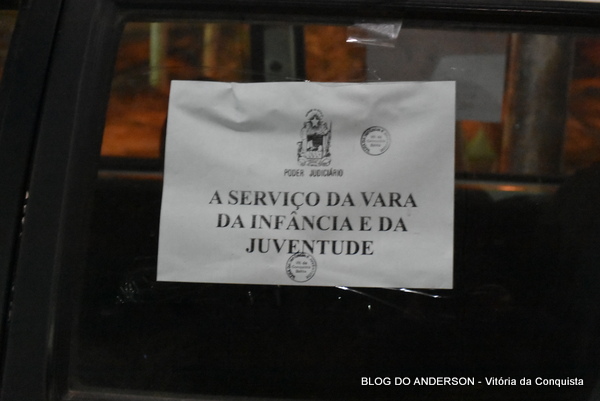 PODER JUDICIÁRIO
A SERVIÇO DA VARA
DA INFÂNCIA E DA
JUVENTUDE
BLOG DO ANDERSON - Vitória da Conquista